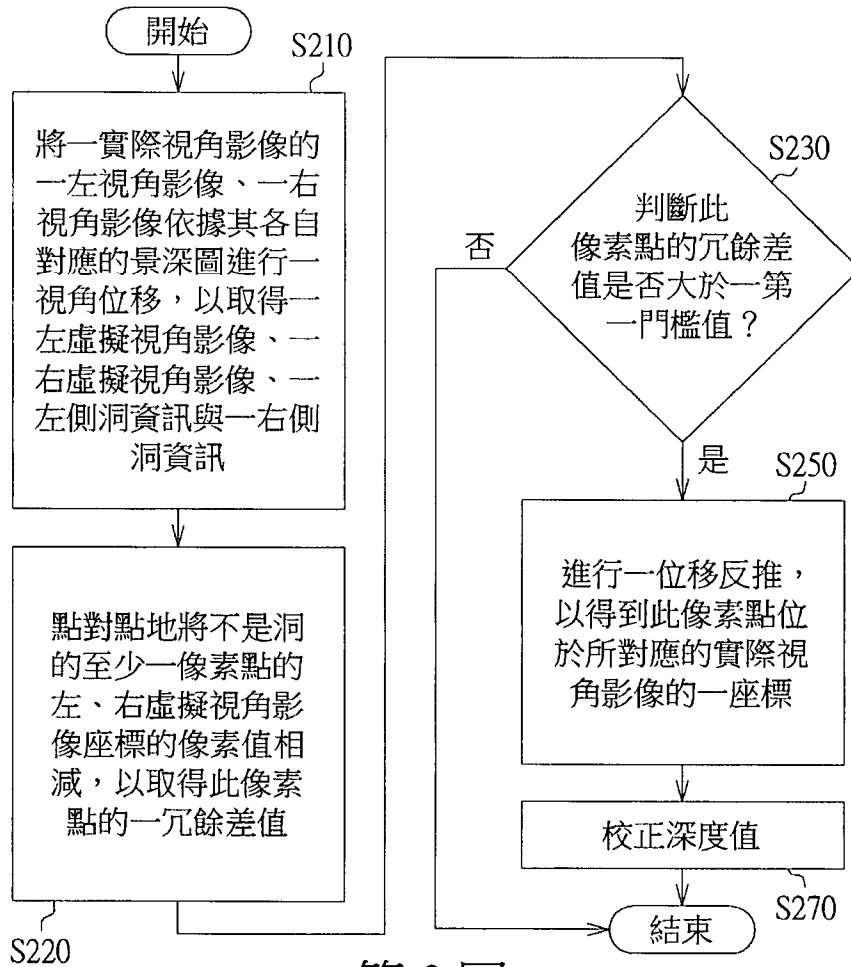 開始
S210
將一實際視角影像的
一左視角影像、一右
視角影像依據其各自
對應的景深圖進行一
視角位移，以取得一
左虛擬視角影像、一
右虛擬視角影像、一
左側洞資訊與一右側
洞資訊
點對點地將不是洞
的至少一像素點的
左、右虛擬視角影
像座標的像素值相
減，以取得此像素
點的一冗餘差值
S220
S230
判斷此
像素點的冗餘差
值是否大於一第
一門檻值？
否
是
S250
進行一位移反推，
以得到此像素點位
於所對應的實際視
角影像的一座標
校正深度值
S270
結束